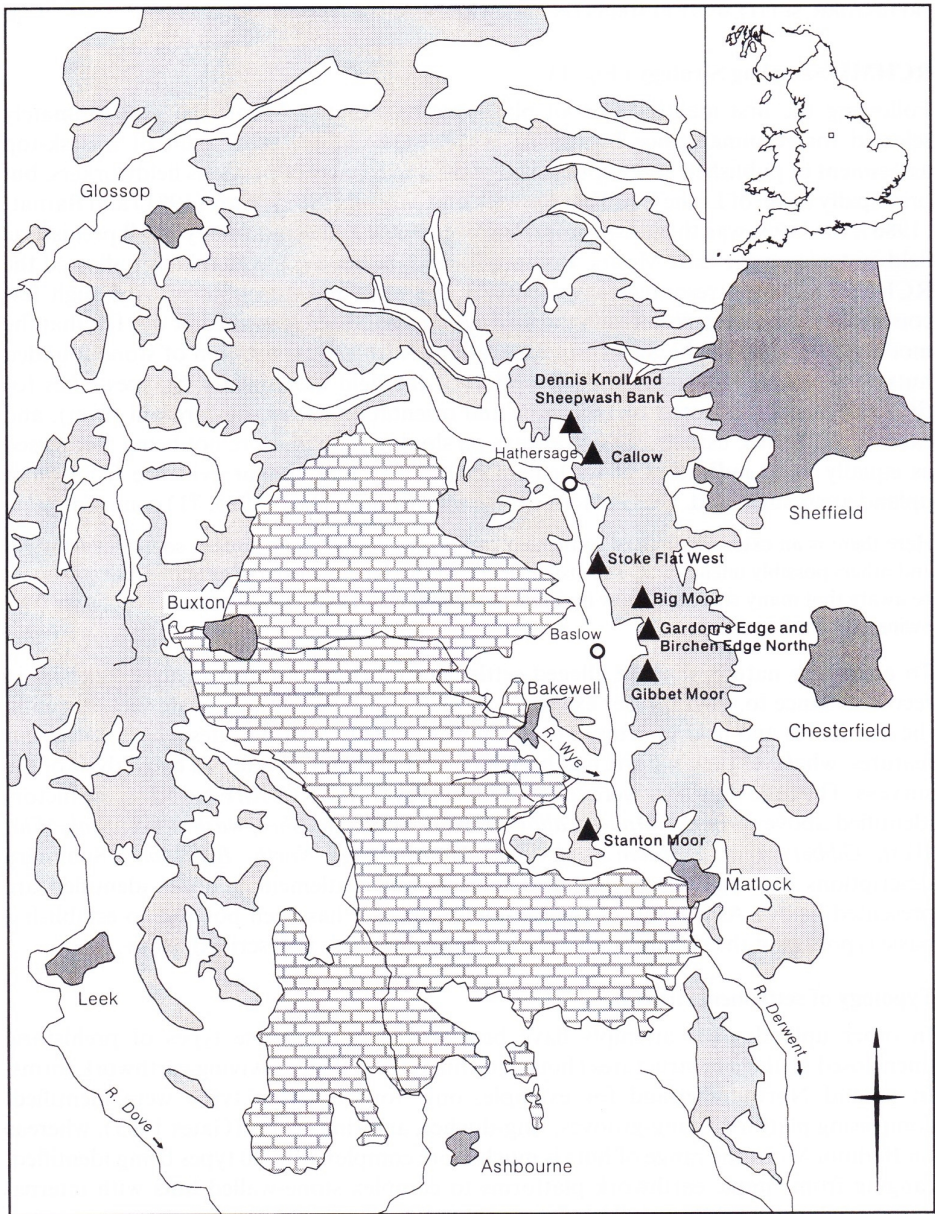 Glossop
Dennis Knoll and
Sheepwash Bank
Hathersage
Callow
Sheffield
Stoke Flat West
Buxton
Big Moor
Baslow
Gardom's Edge and
Birchen Edge North
Bakewell
Gibbet Moor
Chesterfield
R. Wye
Stanton Moor
Matlock
Leek
R. Derwent
R. Dove
Ashbourne